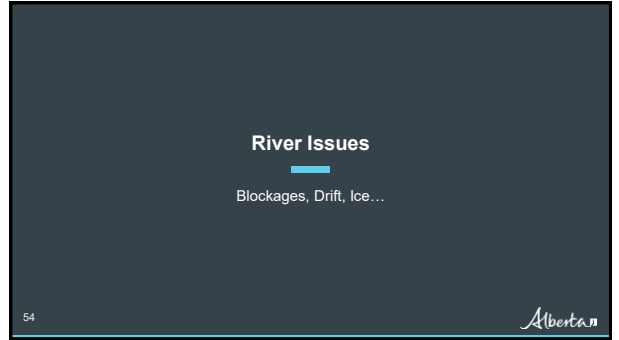 River Issues
Blockages, Drift, Ice…
54
Alberta